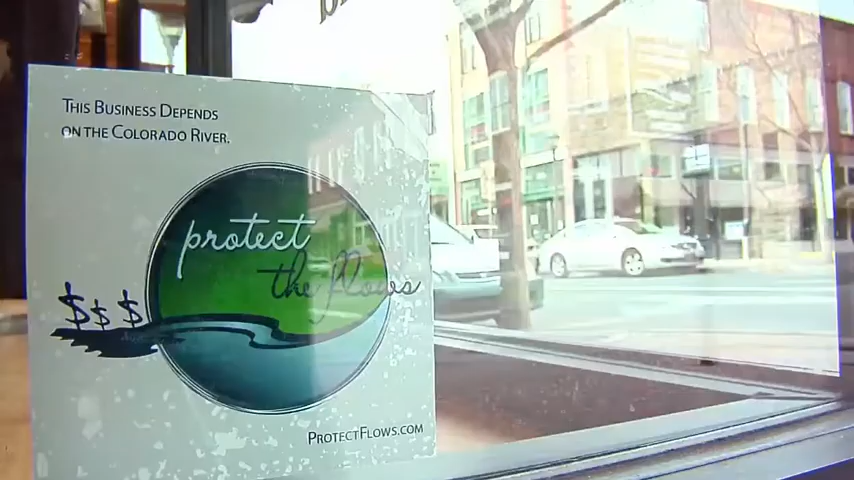 THIS BUSINESS DEPENDS
ON THE COLORADO RIVER.
protect
the flows
$$$
PROTECTFLOWS.COM